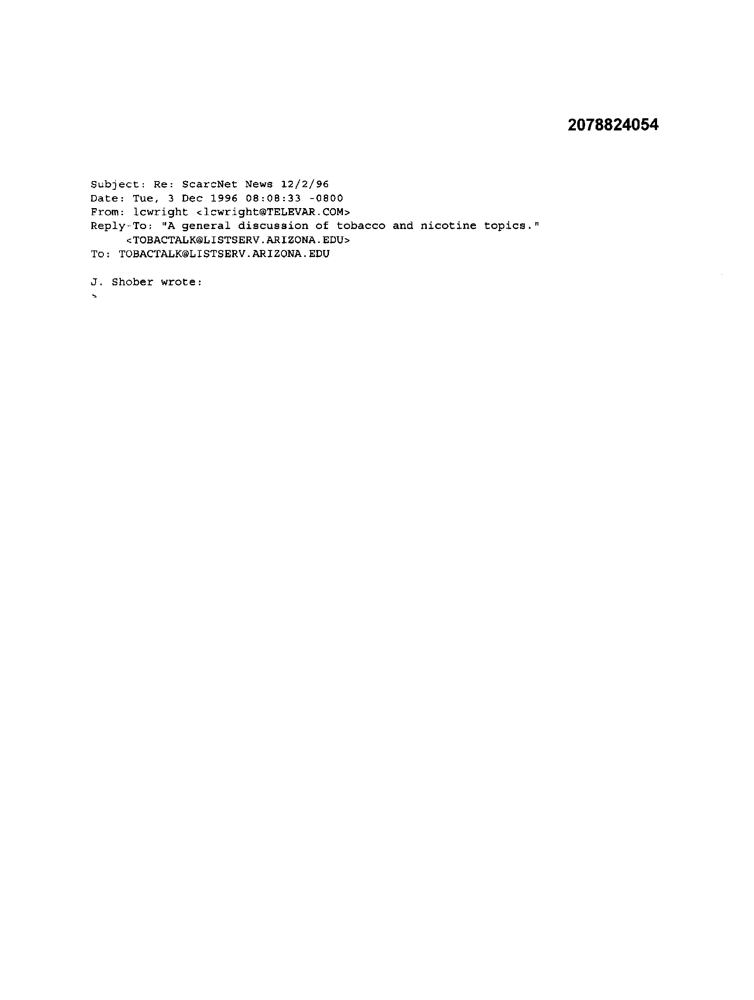 2078824054
Subject: Re: ScarcNet News 12/2/96
Date: Tue, 3 Dec 1996 08:08:33 -0800
From: lcwright <lcwright@TELEVAR.COM>
Reply-To: "A general discussion of tobacco and nicotine topics."
<TOBACTALK@LISTSERV.ARIZONA.EDU>
To: TOBACTALK@LISTSERV.ARIZONA.EDU
J. Shober wrote:
>